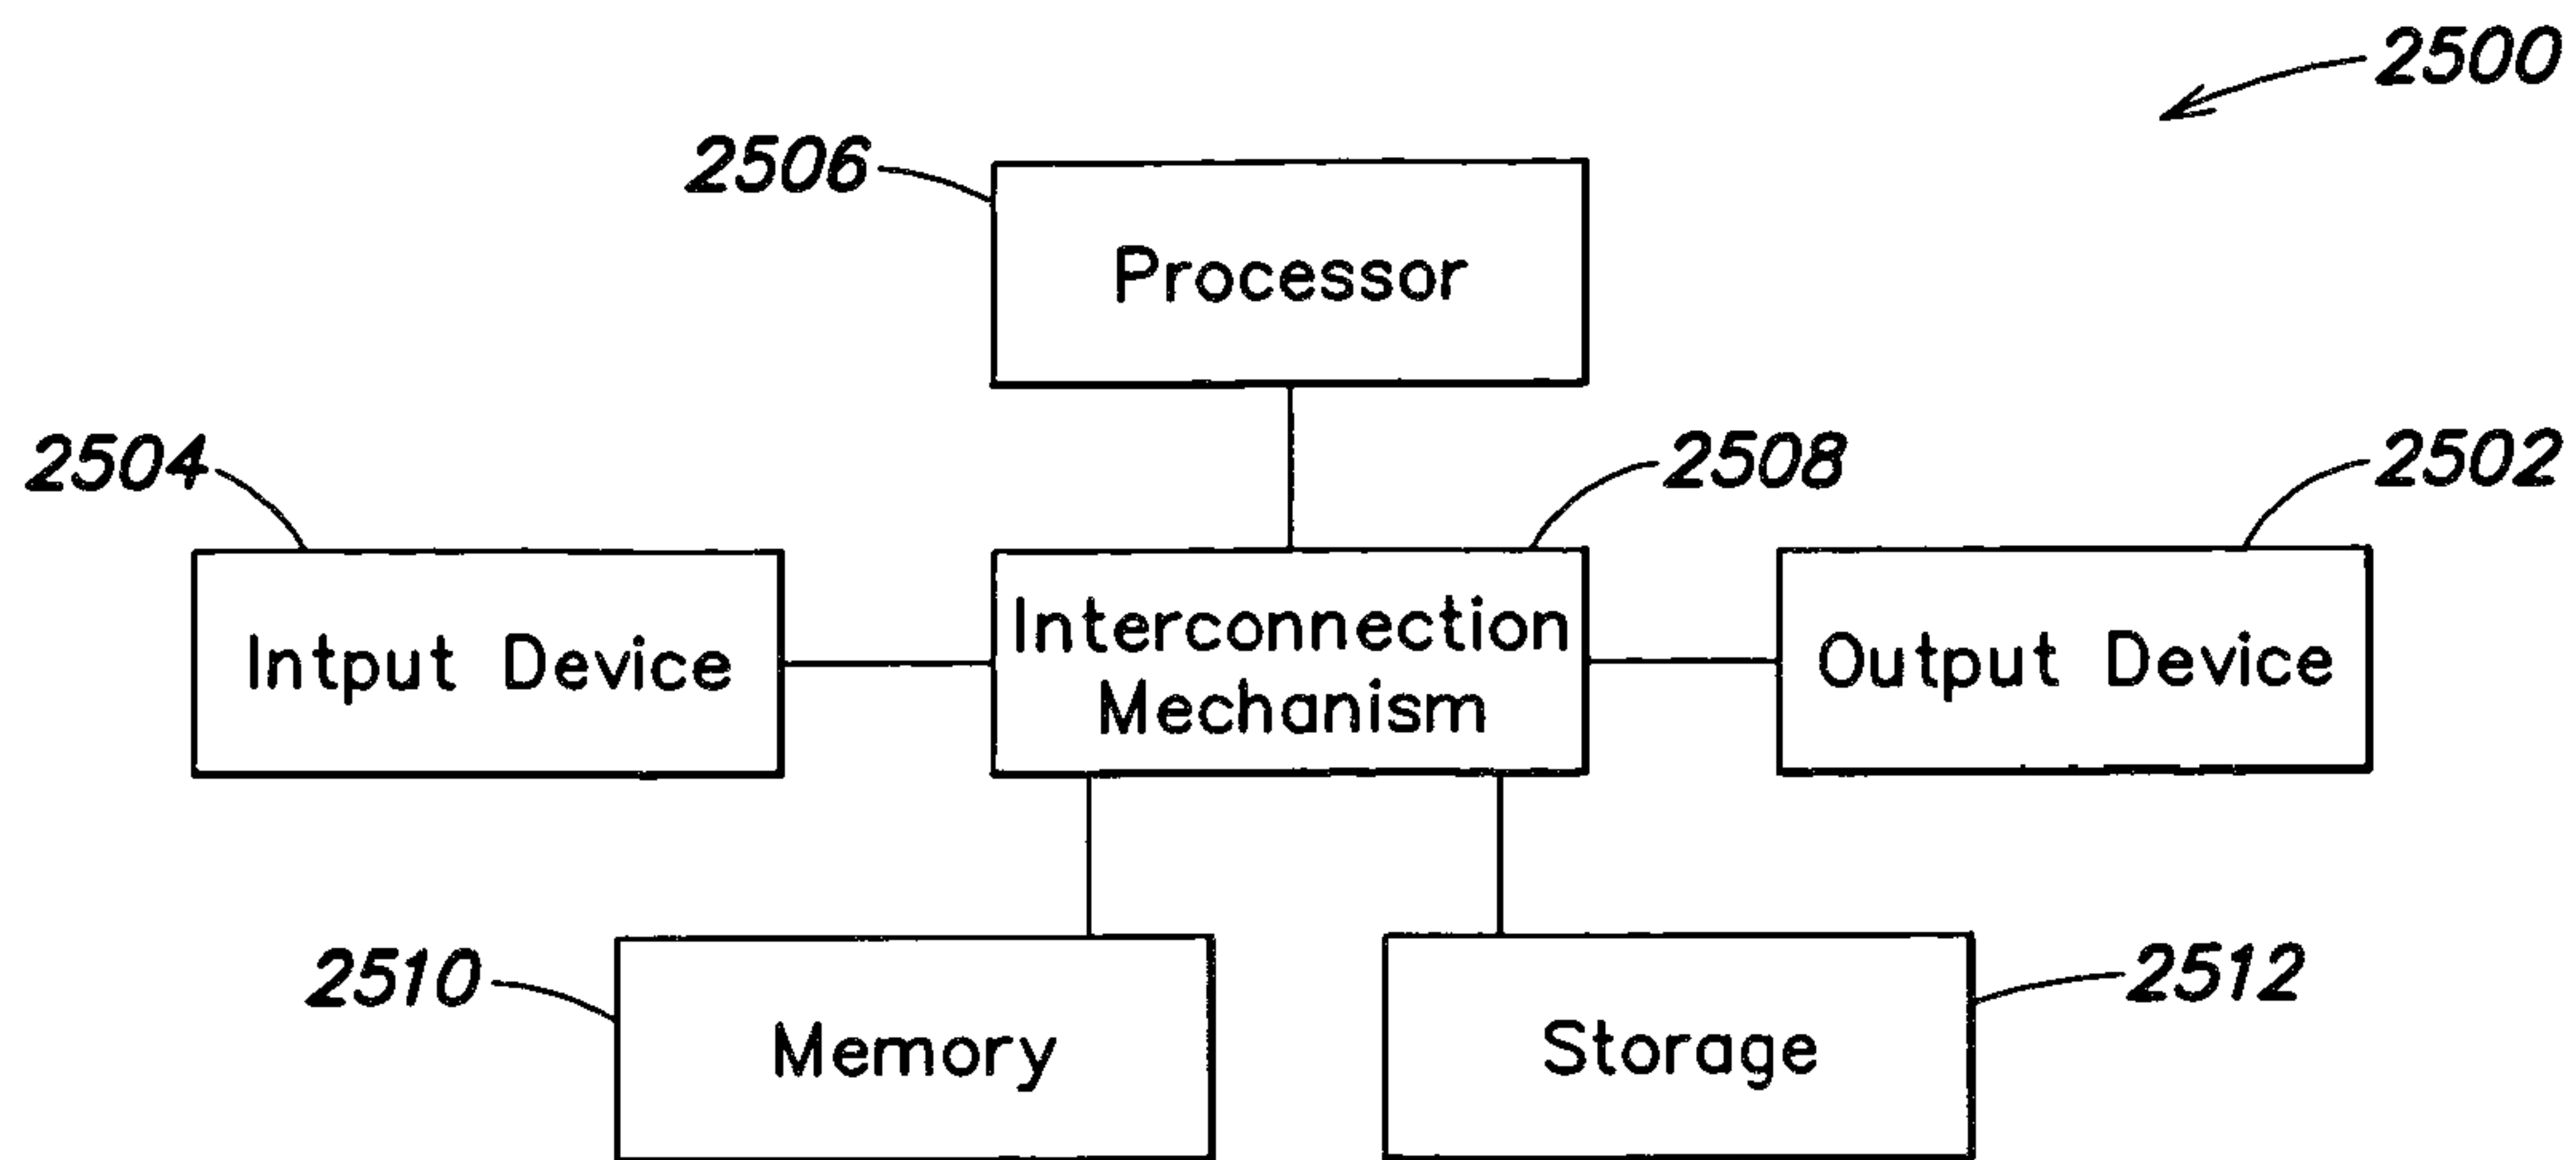 2500
2506
Processor
2504
2508
2502
Intput Device
Interconnection
Mechanism
Output Device
2510
2512
Memory
Storage